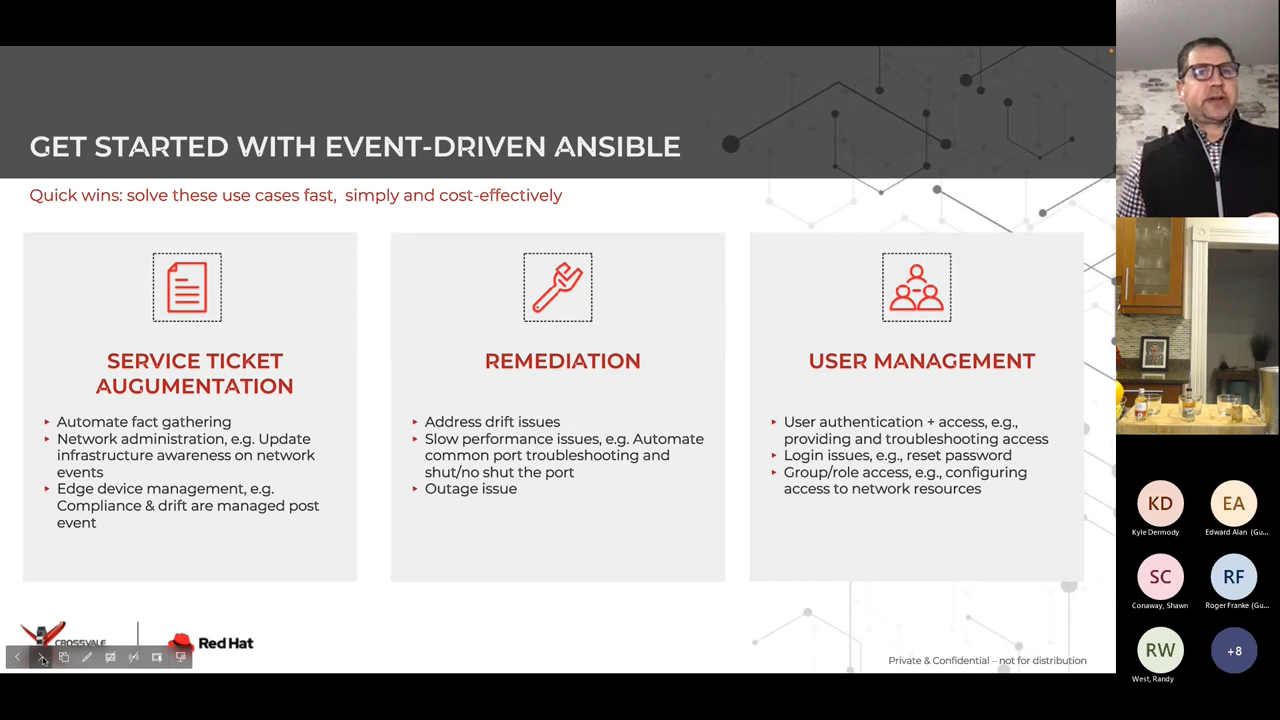 GET STARTED WITH EVENT-DRIVEN ANSIBLE
Quick wins: solve these use cases fast, simply and cost-effectively
SERVICE TICKET
AUGUMENTATION
Automate fact gathering
Network administration, e.g. Update
infrastructure awareness on network
events
Edge device management, e.g.
Compliance & drift are managed post
event
REMEDIATION
Address drift issues
Slow performance issues, e.g. Automate
common port troubleshooting and
shut/no shut the port
Outage issue
USER MANAGEMENT
User authentication + access, e.g.,
providing and troubleshooting access
Login issues, e.g., reset password
Group/role access, e.g., configuring
access to network resources
CROSSVALE
Red Hat
Private & Confidential – not for distribution
KD
Kyle Dermody
EA
Edward Alan (Gu...
SC
Conaway, Shawn
RF
Roger Franke (Gu...
RW
West, Randy
+8